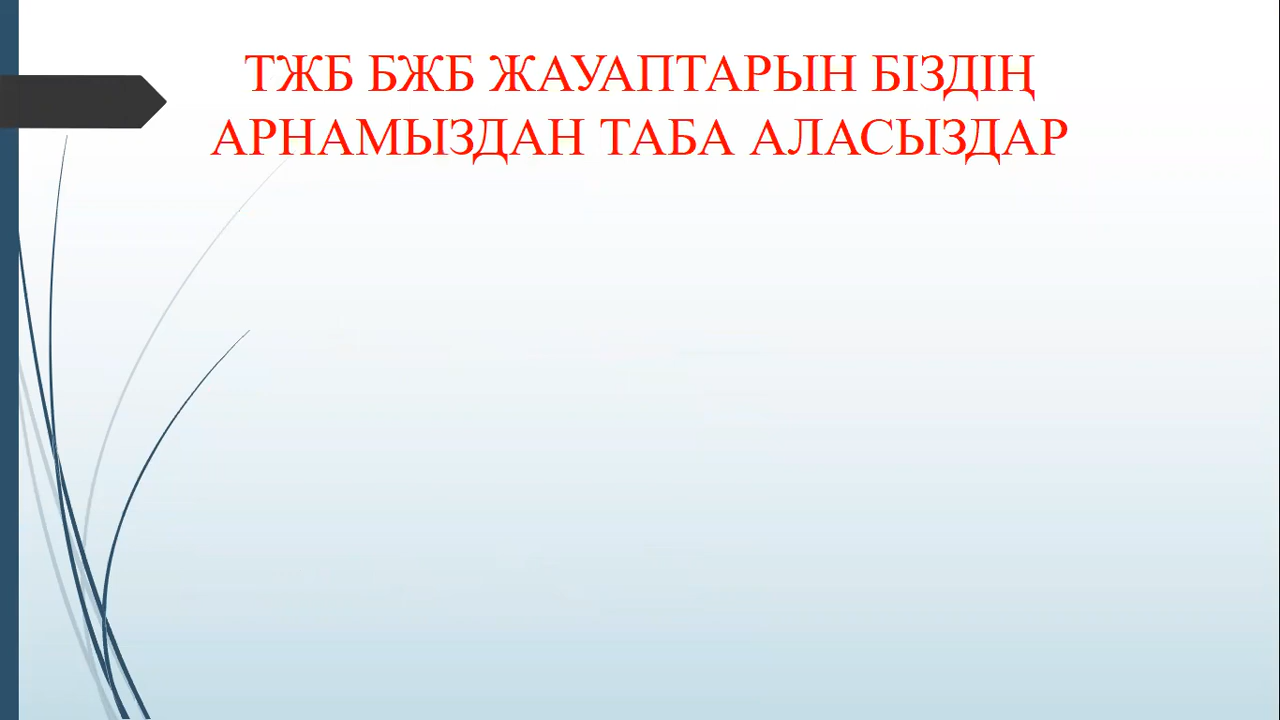 ТЖБ БЖБ ЖАУАПТАРЫН БІЗДІҢ
АРНАМЫЗДАН ТАБА АЛАСЫЗДАР